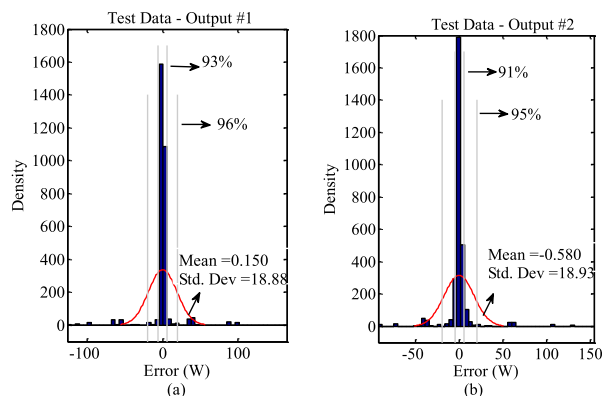 Test Data - Output #1
1800
1600
1400
1200
1000
800
600
400
200
0
Density
93%
96%
Mean =0.150
Std. Dev =18.88
-100
0
100
Error (W)
(a)
Test Data - Output #2
1800
1600
1400
1200
1000
800
600
400
200
0
Density
91%
95%
Mean =-0.580
Std. Dev =18.93
-50
0
50
100
150
Error (W)
(b)